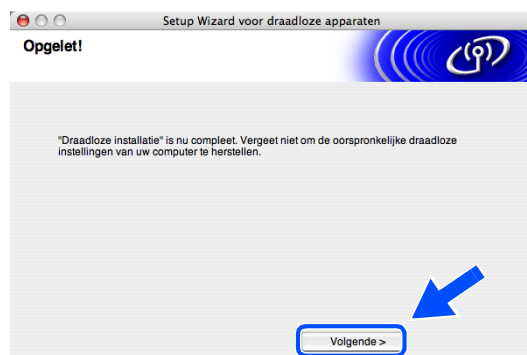 Setup Wizard voor draadloze apparaten
Opgelet!
"Draadloze installatie" is nu compleet. Vergeet niet om de oorspronkelijke draadloze
instellingen van uw computer te herstellen.
Volgende >